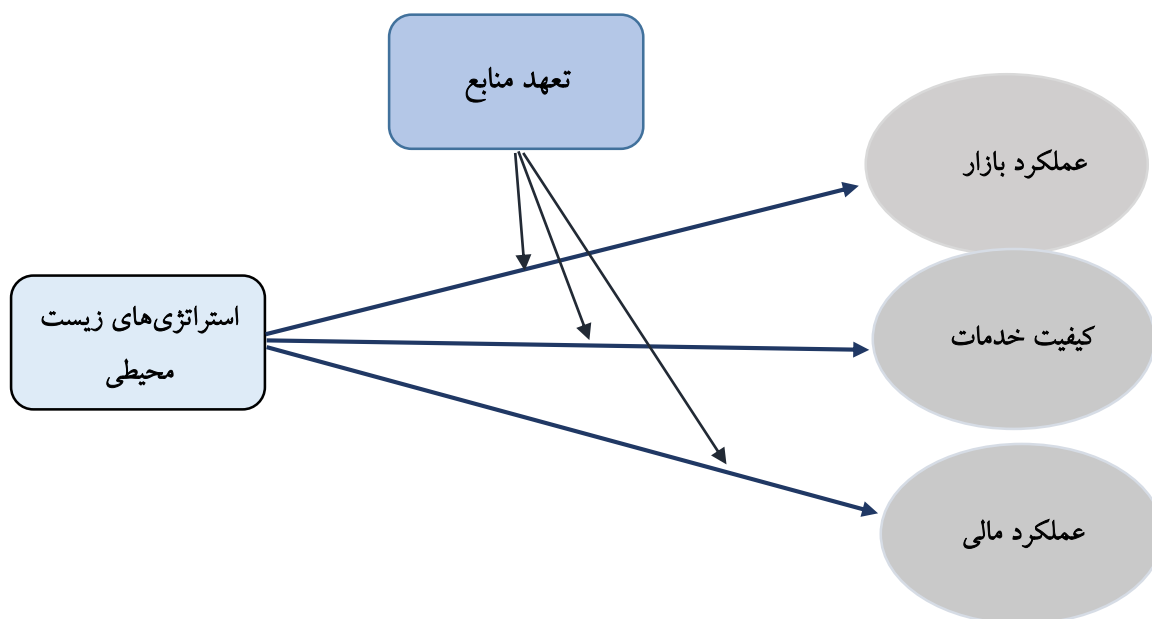 تعهد منابع
عملکرد بازار
استراتژی‌های زیست
محیطی
کیفیت خدمات
عملکرد مالی